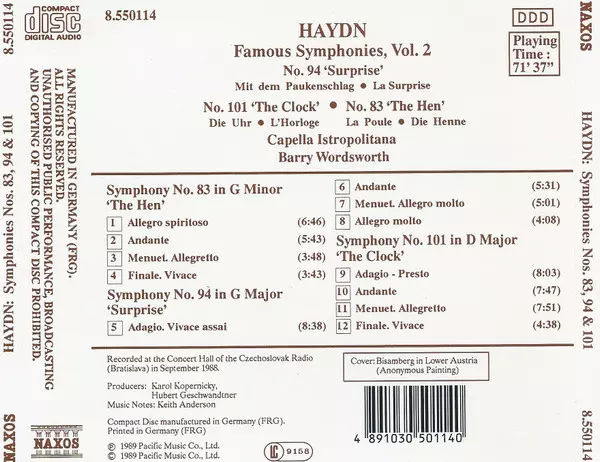 8.550114
COMPACT
disc
DIGITAL AUDIO
MANUFACTURED IN GERMANY (FRG).
ALL RIGHTS RESERVED.
UNAUTHORISED PUBLIC PERFORMANCE, BROADCASTING
AND COPYING OF THIS COMPACT DISC PROHIBITED.
HAYDN: Symphonies Nos. 83, 94 & 101
NAXOS
NAXOS
8.550114
HAYDN
Famous Symphonies, Vol. 2
No. 94 ‘Surprise’
Mit dem Paukenschlag • La Surprise
No. 101 ‘The Clock’ • No. 83 ‘The Hen’
Die Uhr • L'Horloge La Poule • Die Henne
Capella Istropolitana
Barry Wordsworth
DDD
Playing
Time :
71' 37"
Symphony No. 83 in G Minor
‘The Hen’
1 Allegro spiritoso (6:46)
2 Andante (5:43)
3 Menuet. Allegretto (3:48)
4 Finale. Vivace (3:43)
Symphony No. 94 in G Major
‘Surprise’
5 Adagio. Vivace assai (8:38)
6 Andante (5:31)
7 Menuet. Allegro molto (5:01)
8 Allegro molto (4:08)
Symphony No. 101 in D Major
‘The Clock’
9 Adagio - Presto (8:03)
10 Andante (7:47)
11 Menuet. Allegretto (7:51)
12 Finale. Vivace (4:38)
Recorded at the Concert Hall of the Czechoslovak Radio
(Bratislava) in September 1988.
Producers: Karol Kopernicky,
Hubert Geschwandtner
Music Notes: Keith Anderson
Compact Disc manufactured in Germany (FRG).
Printed in Germany (FRG).
℗ 1989 Pacific Music Co., Ltd.
© 1989 Pacific Music Co., Ltd.
LC 9158
Cover: Bisamberg in Lower Austria
(Anonymous Painting)
4 891030 501140
NAXOS
HAYDN: Symphonies Nos. 83, 94 & 101
8.550114